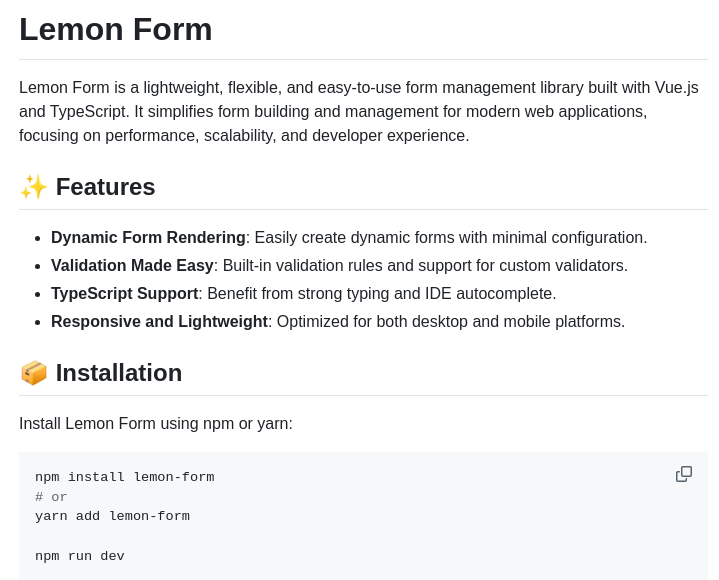 Lemon Form
Lemon Form is a lightweight, flexible, and easy-to-use form management library built with Vue.js
and TypeScript. It simplifies form building and management for modern web applications,
focusing on performance, scalability, and developer experience.
✨ Features
• Dynamic Form Rendering: Easily create dynamic forms with minimal configuration.
• Validation Made Easy: Built-in validation rules and support for custom validators.
• TypeScript Support: Benefit from strong typing and IDE autocomplete.
• Responsive and Lightweight: Optimized for both desktop and mobile platforms.
📦 Installation
Install Lemon Form using npm or yarn:
npm install lemon-form
# or
yarn add lemon-form
npm run dev